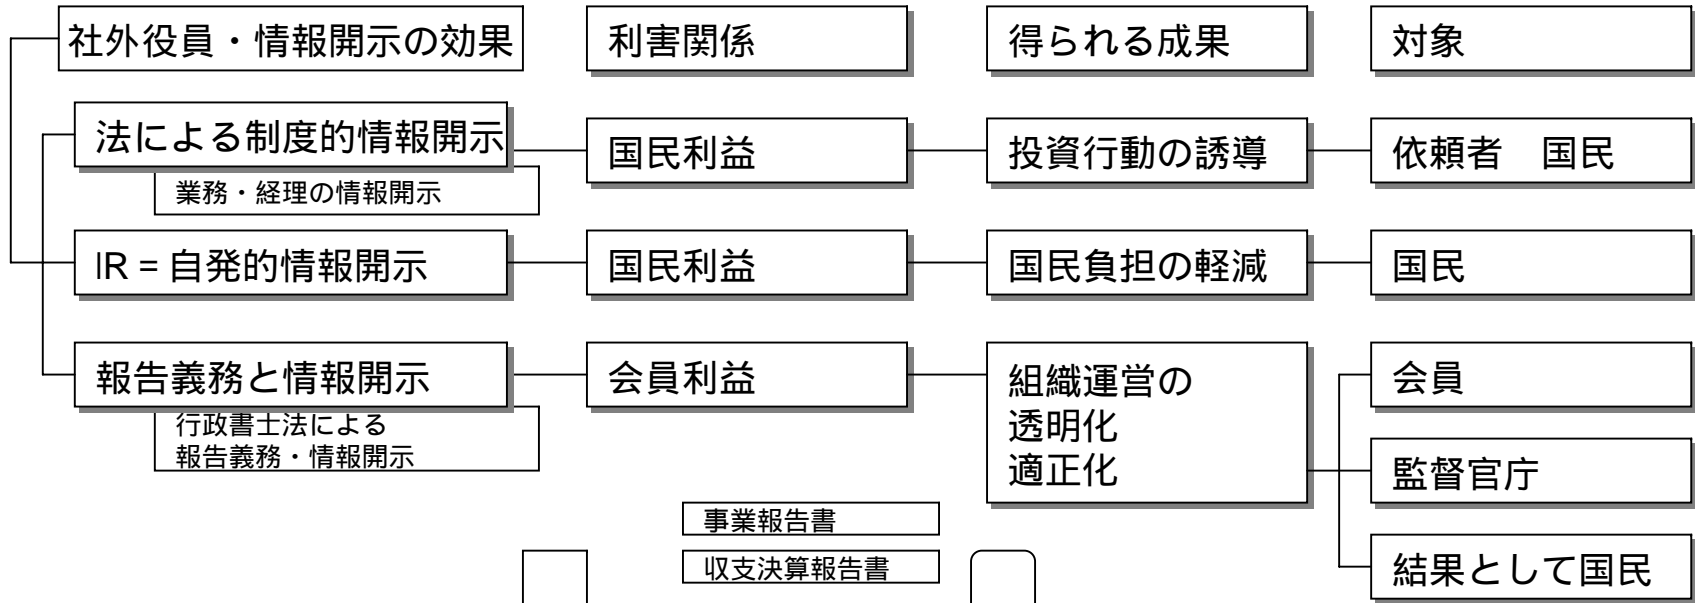 社外役員・情報開示の効果
利害関係
得られる成果
対象
法による制度的情報開示
業務・経理の情報開示
国民利益
投資行動の誘導
依頼者　国民
IR = 自発的情報開示
国民利益
国民負担の軽減
国民
報告義務と情報開示
行政書士法による
報告義務・情報開示
会員利益
組織運営の
透明化
適正化
会員
監督官庁
結果として国民
事業報告書
収支決算報告書